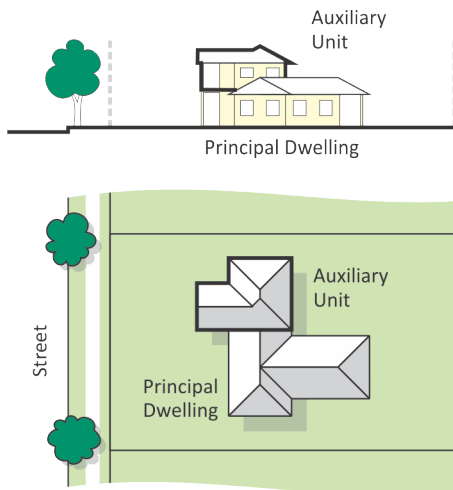 Auxiliary
Unit
Principal Dwelling
Auxiliary
Unit
Street
Principal
Dwelling